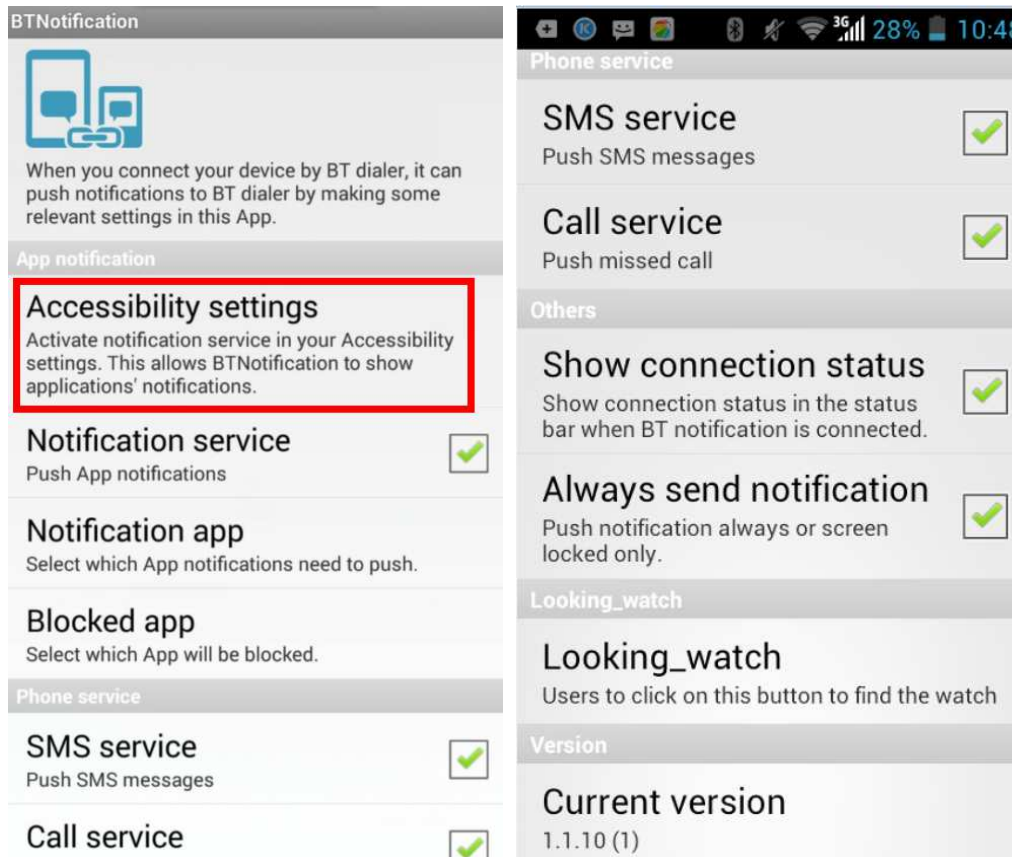 BTNotification
When you connect your device by BT dialer, it can
push notifications to BT dialer by making some
relevant settings in this App.
App notification
Accessibility settings
Activate notification service in your Accessibility
settings. This allows BTNotification to show
applications' notifications.
Notification service
Push App notifications
Notification app
Select which App notifications need to push.
Blocked app
Select which App will be blocked.
Phone service
SMS service
Push SMS messages
Call service
3G 28% 10:48
Phone service
SMS service
Push SMS messages
Call service
Push missed call
Others
Show connection status
Show connection status in the status
bar when BT notification is connected.
Always send notification
Push notification always or screen
locked only.
Looking_watch
Looking_watch
Users to click on this button to find the watch
Version
Current version
1.1.10 (1)